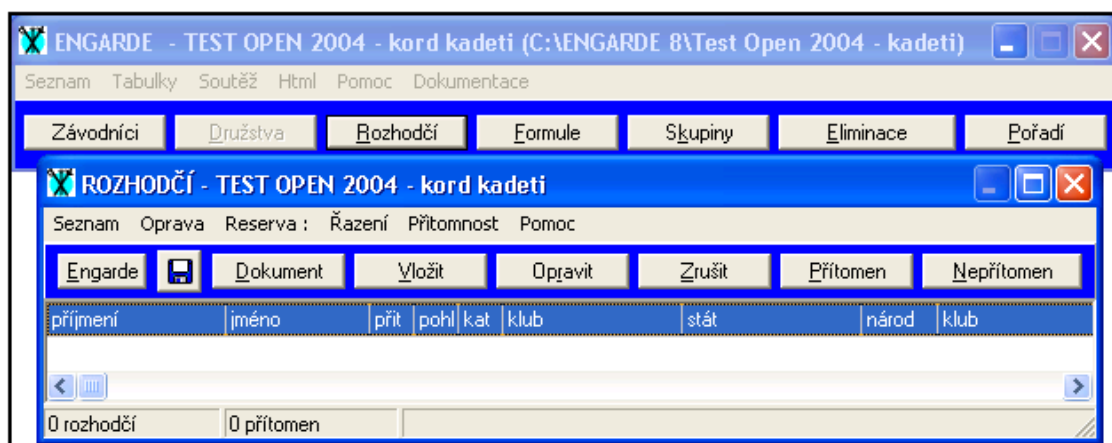 ENGARDE - TEST OPEN 2004 - kord kadeti (C:\ENGARDE 8\Test Open 2004 - kadeti)
Seznam Tabulky Soutěž Html Pomoc Dokumentace
Závodníci Družstva Rozhodčí Formule Skupiny Eliminace Pořadí
ROZHODČÍ - TEST OPEN 2004 - kord kadeti
Seznam Oprava Reserva : Řazení Přitomnost Pomoc
Engarde Dokument Vložit Opravit Zrušit Přítomen Nepřítomen
příjmení jméno přit pohl kat klub stát národ klub
0 rozhodčí 0 přítomen